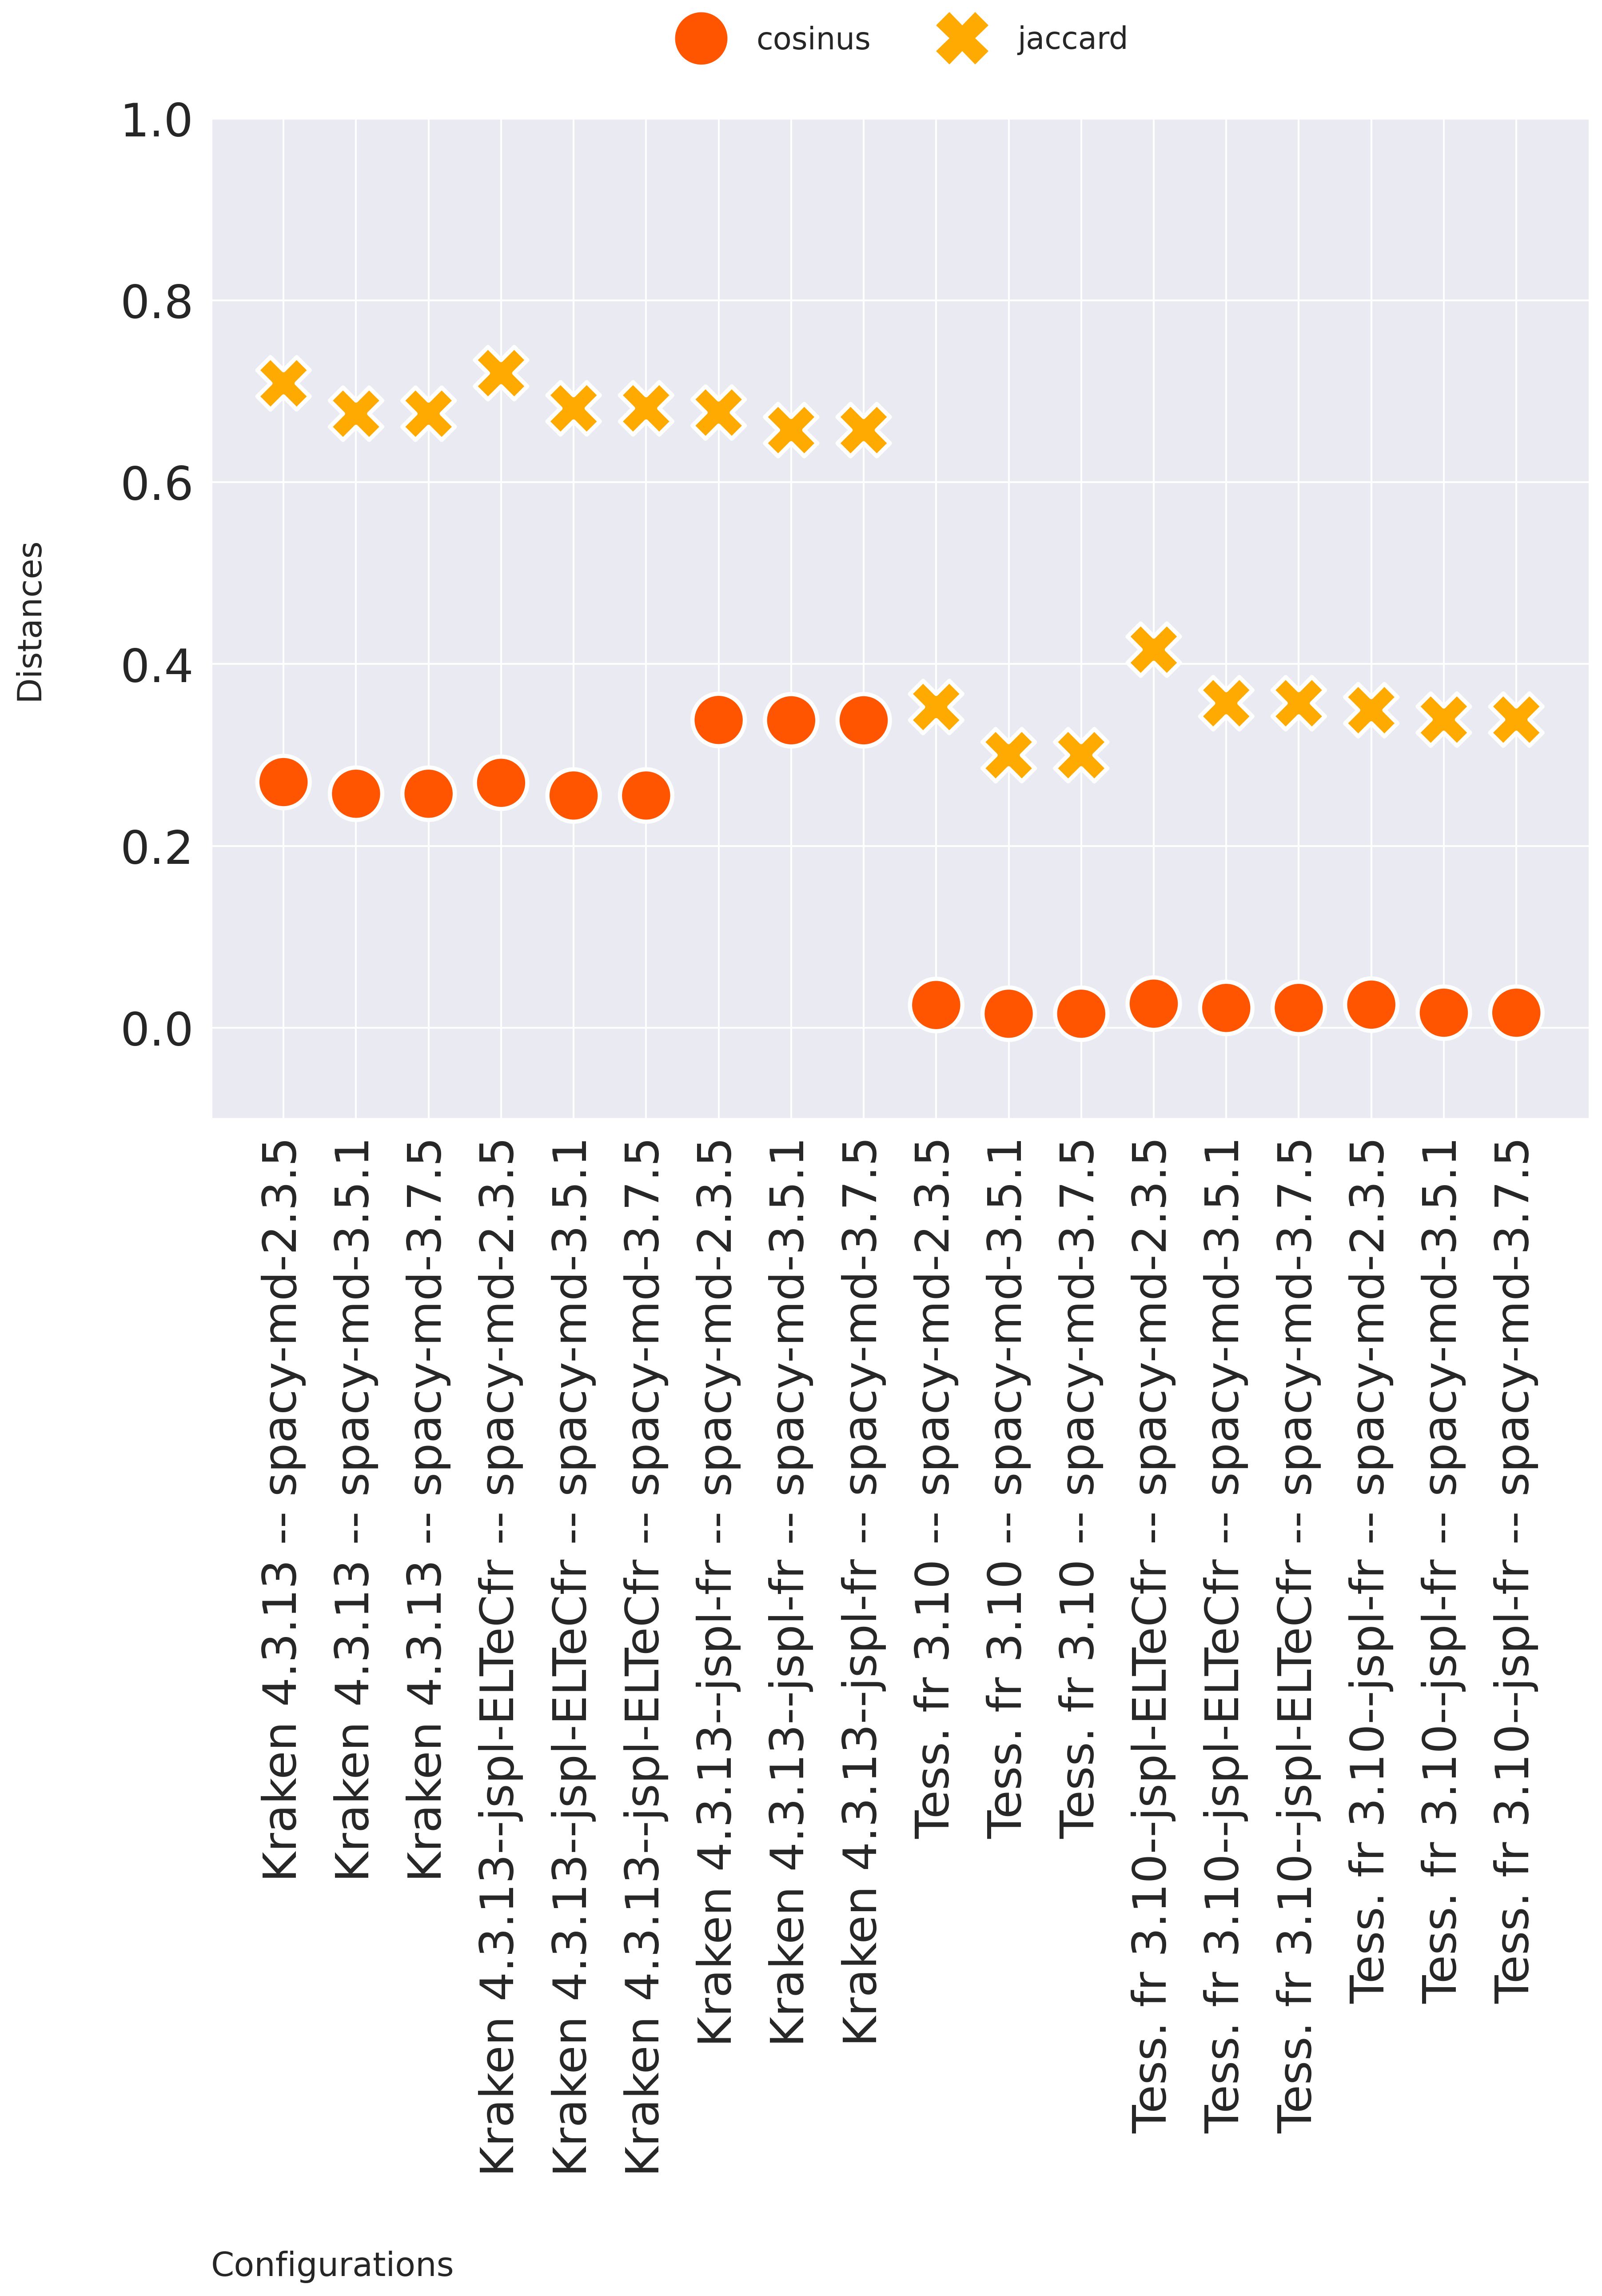 cosinus
jaccard
1.0
0.8
0.6
0.4
0.2
0.0
Distances
Kraken 4.3.13 -- spacy-md-2.3.5
Kraken 4.3.13 -- spacy-md-3.5.1
Kraken 4.3.13 -- spacy-md-3.7.5
Kraken 4.3.13--jspl-ELTeCfr -- spacy-md-2.3.5
Kraken 4.3.13--jspl-ELTeCfr -- spacy-md-3.5.1
Kraken 4.3.13--jspl-ELTeCfr -- spacy-md-3.7.5
Kraken 4.3.13--jspl-fr -- spacy-md-2.3.5
Kraken 4.3.13--jspl-fr -- spacy-md-3.5.1
Kraken 4.3.13--jspl-fr -- spacy-md-3.7.5
Tess. fr 3.10 -- spacy-md-2.3.5
Tess. fr 3.10 -- spacy-md-3.5.1
Tess. fr 3.10 -- spacy-md-3.7.5
Tess. fr 3.10--jspl-ELTeCfr -- spacy-md-2.3.5
Tess. fr 3.10--jspl-ELTeCfr -- spacy-md-3.5.1
Tess. fr 3.10--jspl-ELTeCfr -- spacy-md-3.7.5
Tess. fr 3.10--jspl-fr -- spacy-md-2.3.5
Tess. fr 3.10--jspl-fr -- spacy-md-3.5.1
Tess. fr 3.10--jspl-fr -- spacy-md-3.7.5
Configurations